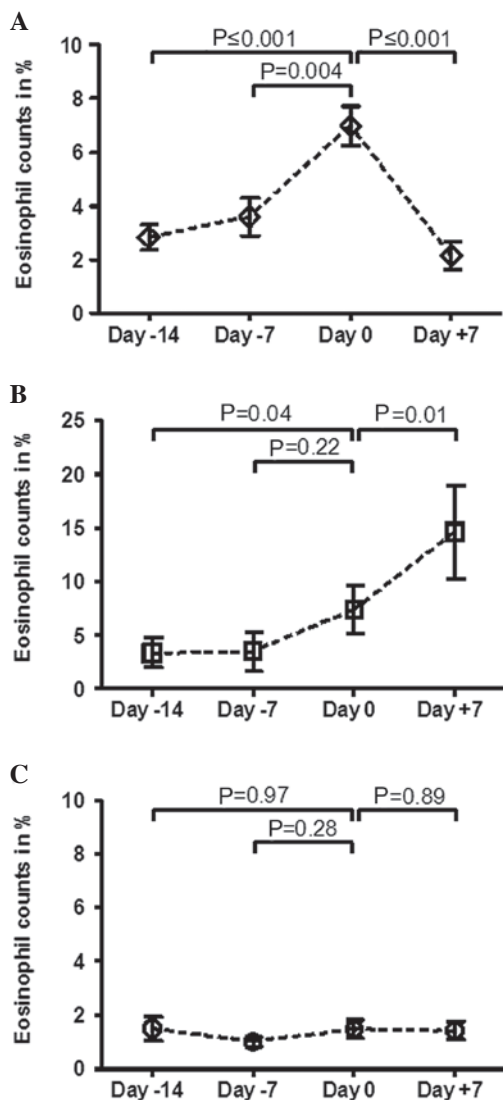 A
P≤0.001 P≤0.001
P=0.004
Eosinophil counts in %
10
8
6
4
2
0
Day -14 Day -7 Day 0 Day +7
B
P=0.04 P=0.01
P=0.22
Eosinophil counts in %
25
20
15
10
5
0
Day -14 Day -7 Day 0 Day +7
C
P=0.97 P=0.89
P=0.28
Eosinophil counts in %
10
8
6
4
2
0
Day -14 Day -7 Day 0 Day +7